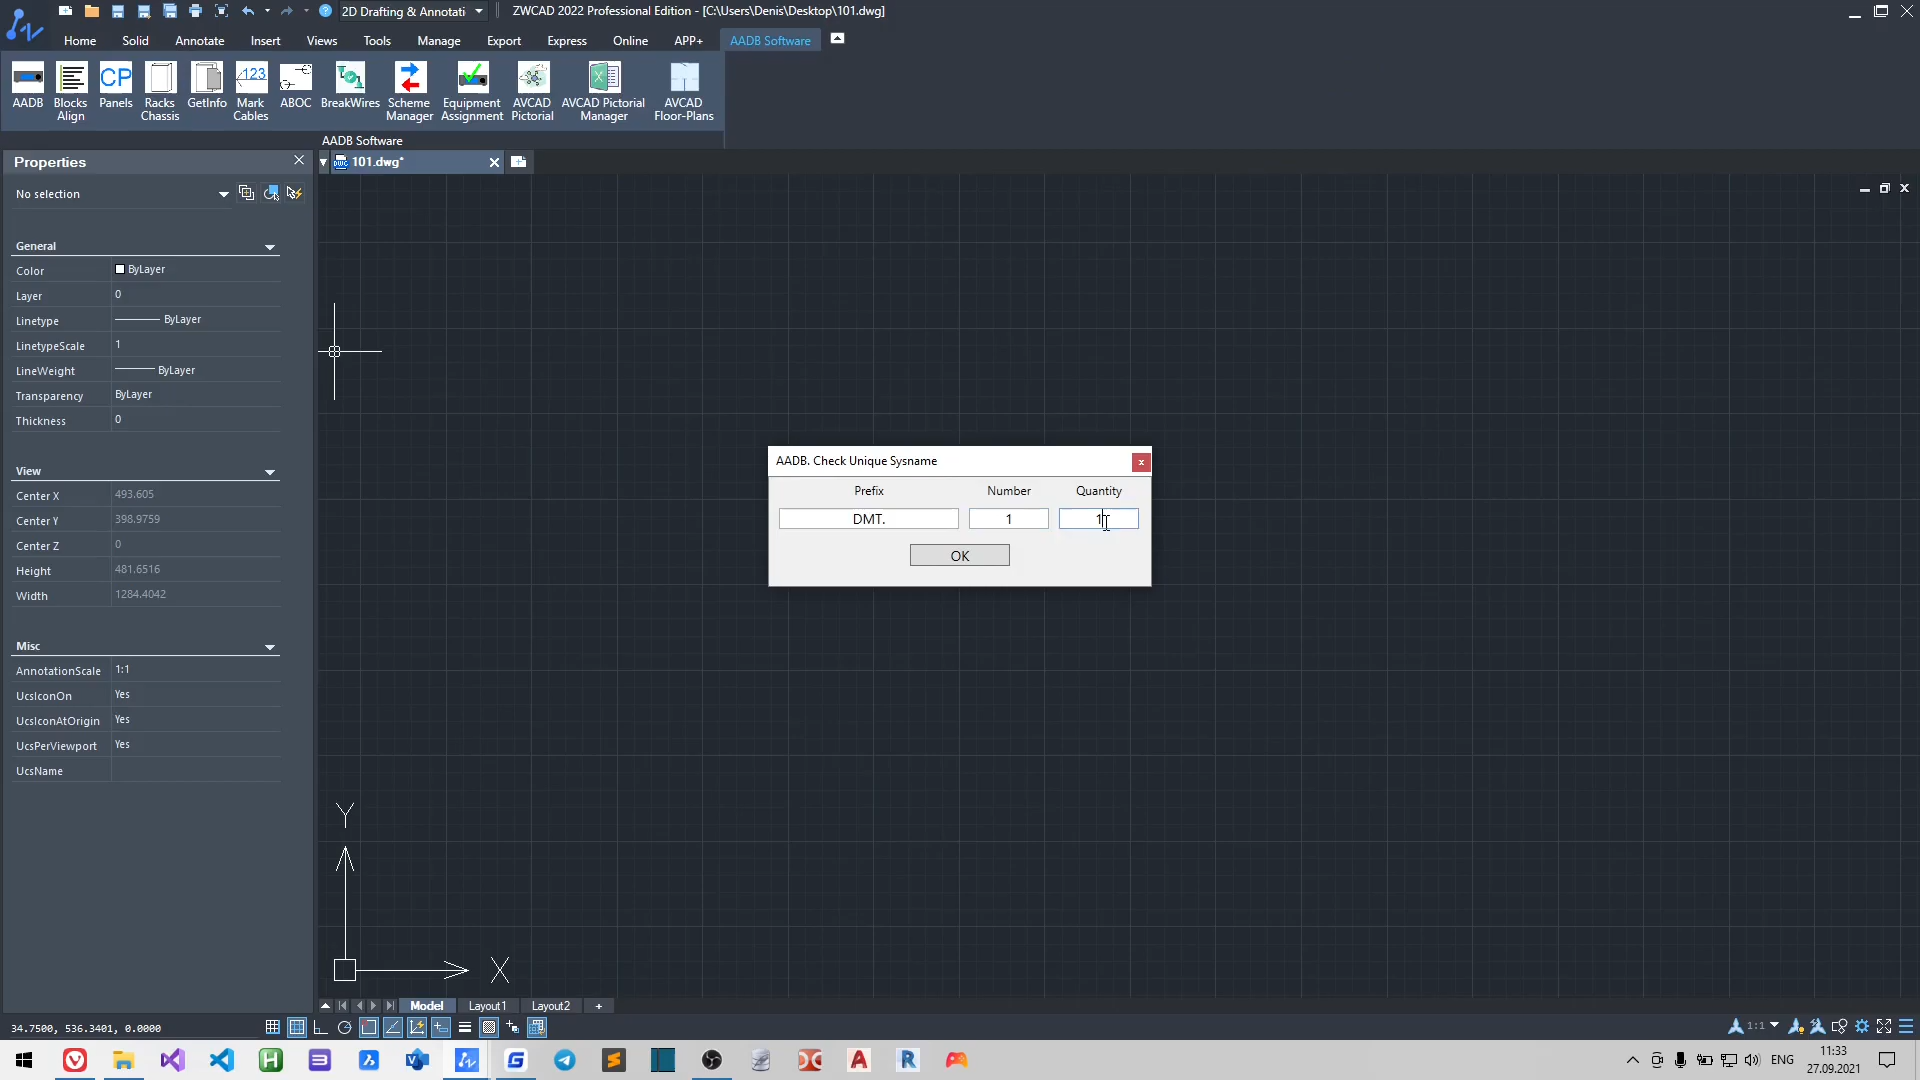 2D Drafting & Annotati
ZWCAD 2022 Professional Edition - [C:\Users\Denis\Desktop\101.dwg]
Home
Solid
Annotate
Insert
Views
Tools
Manage
Export
Express
Online
APP+
AADB Software
CP
123
AADB
Blocks Align
Panels
Racks Chassis
GetInfo
Mark Cables
ABOC
BreakWires
Scheme Manager
Equipment Assignment
AVCAD Pictorial
AVCAD Pictorial Manager
AVCAD Floor-Plans
AADB Software
Properties
101.dwg*
No selection
General
Color ByLayer
Layer 0
Linetype ByLayer
LinetypeScale 1
LineWeight ByLayer
Transparency ByLayer
Thickness 0
View
Center X 493.605
Center Y 398.9759
Center Z 0
Height 481.6516
Width 1284.4042
Misc
AnnotationScale 1:1
UcsIconOn Yes
UcsIconAtOrigin Yes
UcsPerViewport Yes
UcsName
AADB. Check Unique Sysname
Prefix Number Quantity
DMT. 1 1
OK
Y
X
Model
Layout1
Layout2
+
34.7500, 536.3401, 0.0000
1:1
ENG
11:33
27.09.2021